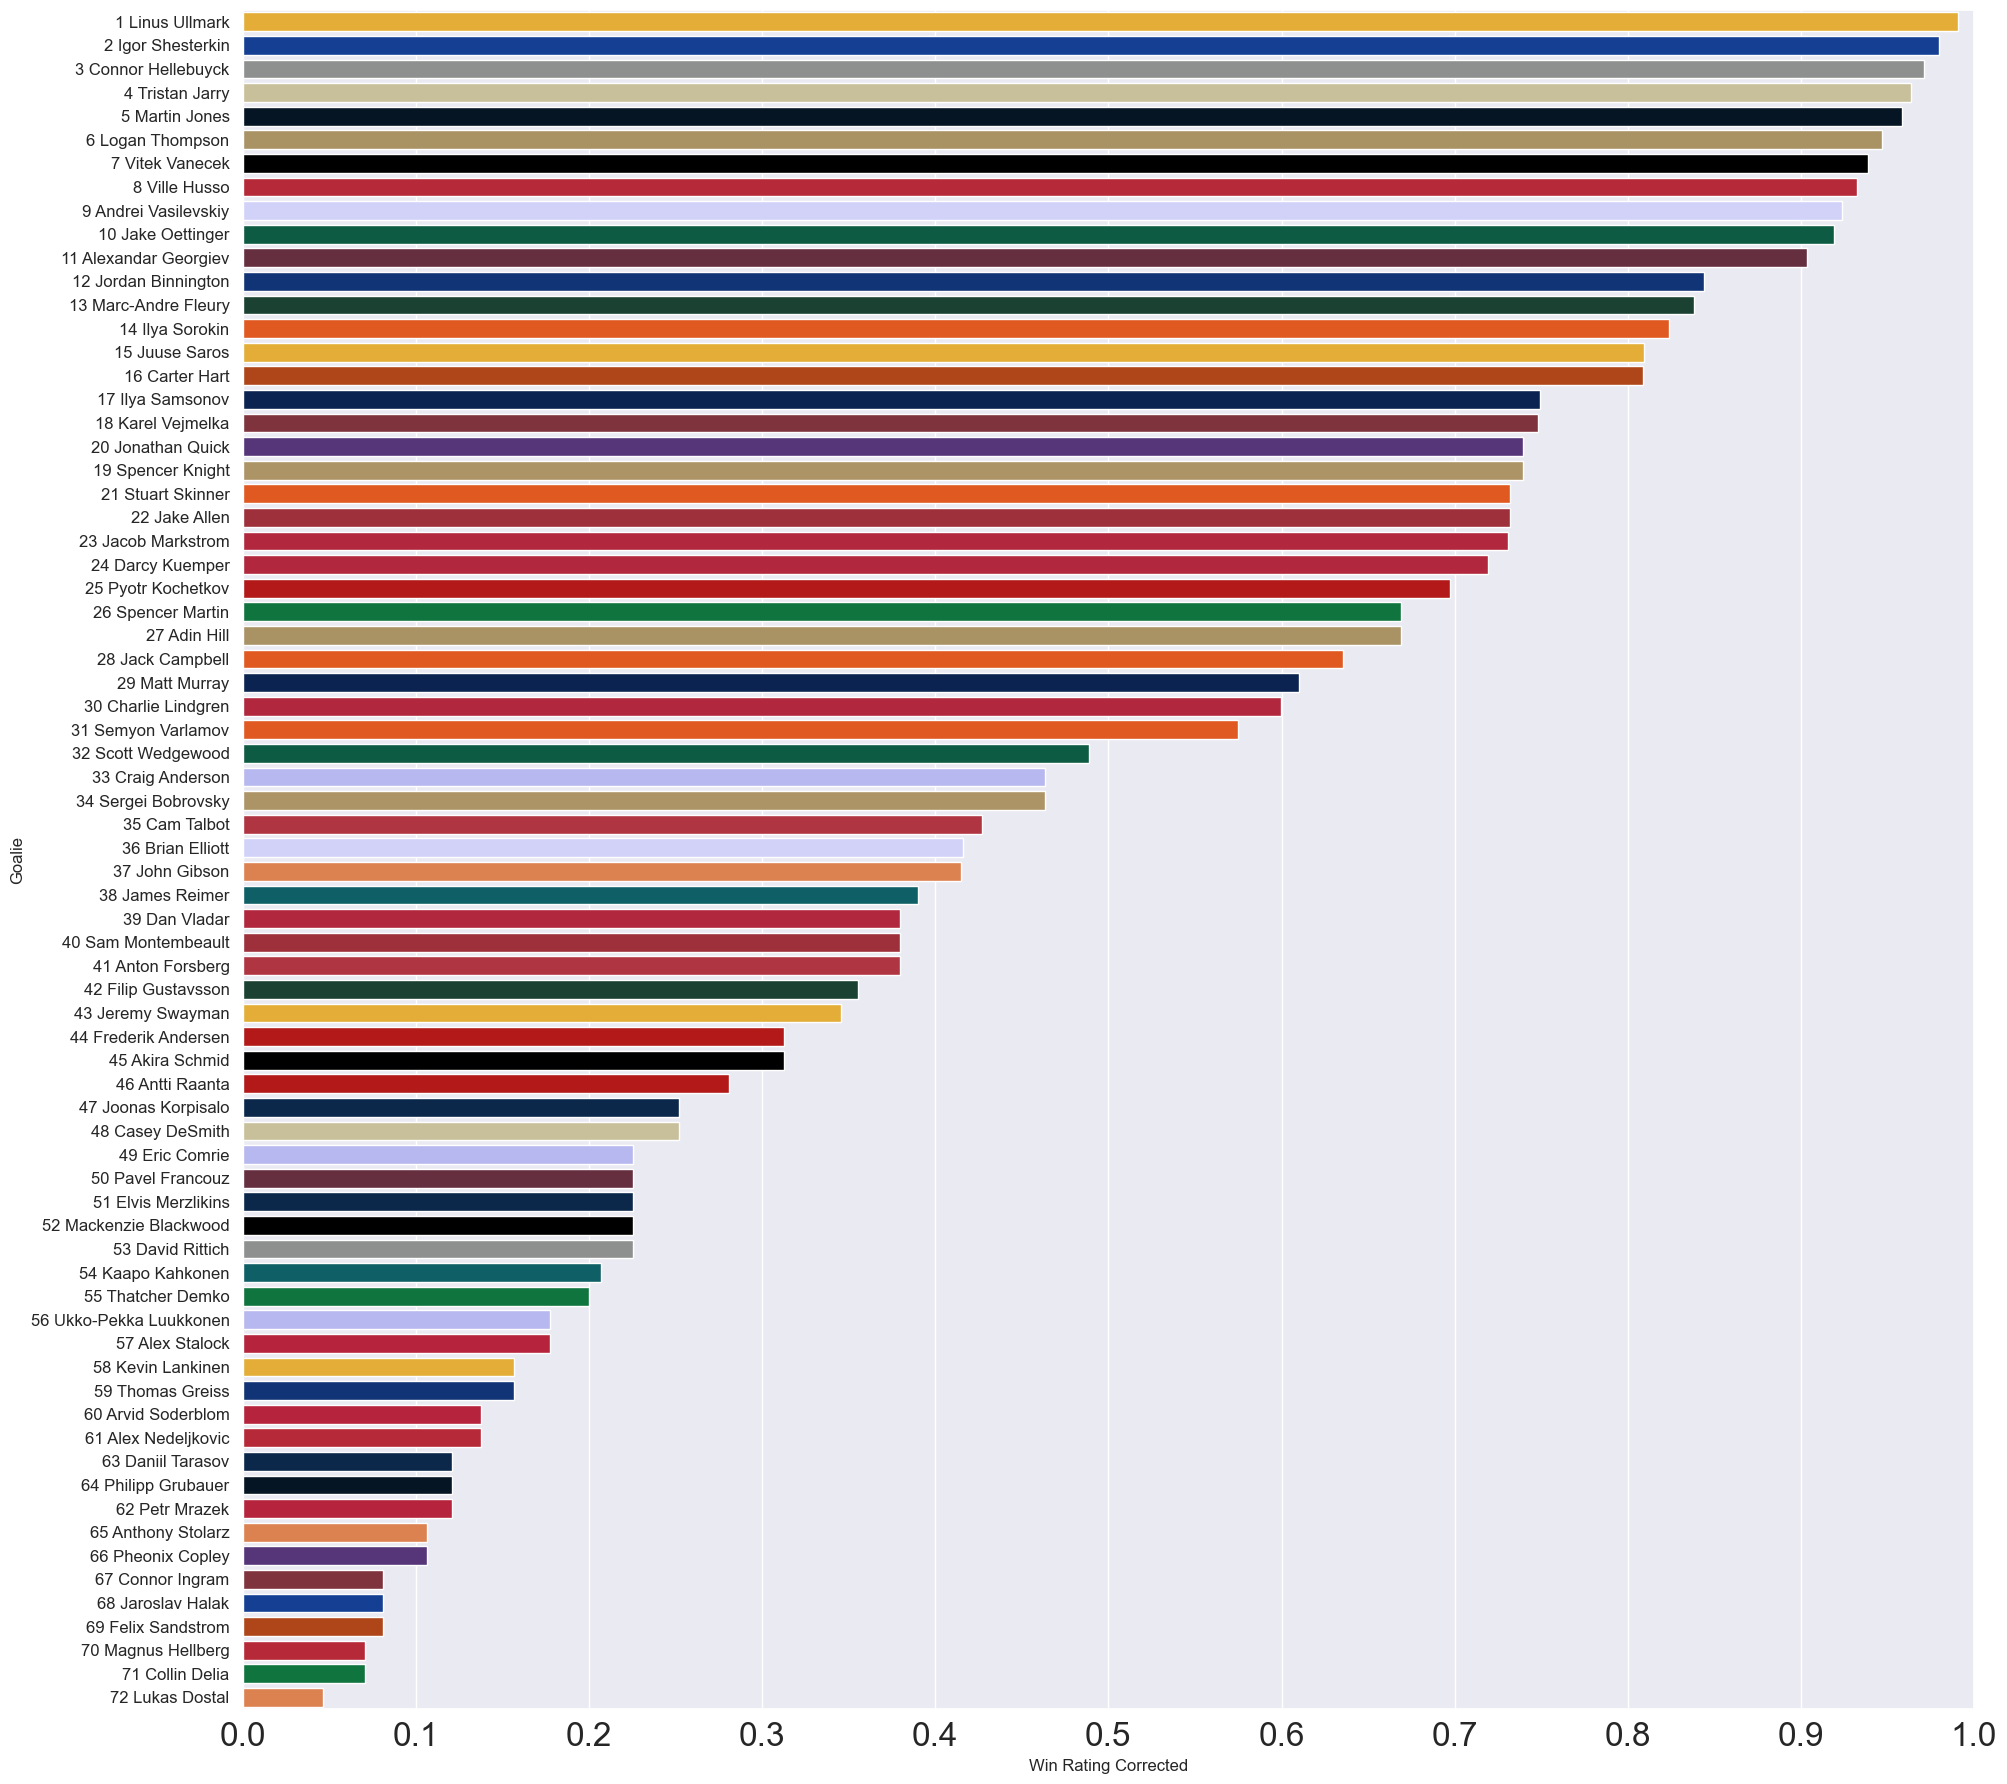 1 Linus Ullmark
2 Igor Shesterkin
3 Connor Hellebuyck
4 Tristan Jarry
5 Martin Jones
6 Logan Thompson
7 Vitek Vanecek
8 Ville Husso
9 Andrei Vasilevskiy
10 Jake Oettinger
11 Alexandar Georgiev
12 Jordan Binnington
13 Marc-Andre Fleury
14 Ilya Sorokin
15 Juuse Saros
16 Carter Hart
17 Ilya Samsonov
18 Karel Vejmelka
20 Jonathan Quick
19 Spencer Knight
21 Stuart Skinner
22 Jake Allen
23 Jacob Markstrom
24 Darcy Kuemper
25 Pyotr Kochetkov
26 Spencer Martin
27 Adin Hill
28 Jack Campbell
29 Matt Murray
30 Charlie Lindgren
31 Semyon Varlamov
32 Scott Wedgewood
33 Craig Anderson
34 Sergei Bobrovsky
35 Cam Talbot
36 Brian Elliott
37 John Gibson
38 James Reimer
39 Dan Vladar
40 Sam Montembeault
41 Anton Forsberg
42 Filip Gustavsson
43 Jeremy Swayman
44 Frederik Andersen
45 Akira Schmid
46 Antti Raanta
47 Joonas Korpisalo
48 Casey DeSmith
49 Eric Comrie
50 Pavel Francouz
51 Elvis Merzlikins
52 Mackenzie Blackwood
53 David Rittich
54 Kaapo Kahkonen
55 Thatcher Demko
56 Ukko-Pekka Luukkonen
57 Alex Stalock
58 Kevin Lankinen
59 Thomas Greiss
60 Arvid Soderblom
61 Alex Nedeljkovic
63 Daniil Tarasov
64 Philipp Grubauer
62 Petr Mrazek
65 Anthony Stolarz
66 Pheonix Copley
67 Connor Ingram
68 Jaroslav Halak
69 Felix Sandstrom
70 Magnus Hellberg
71 Collin Delia
72 Lukas Dostal
Goalie
0.0 0.1 0.2 0.3 0.4 0.5 0.6 0.7 0.8 0.9 1.0
Win Rating Corrected